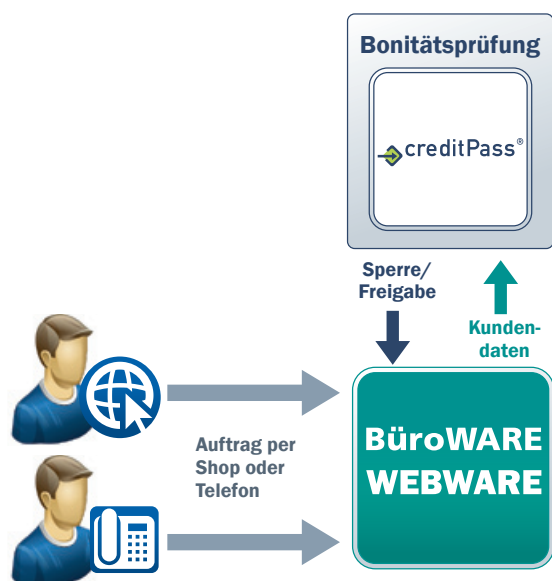 Bonitätsprüfung
creditPass®
Sperre/
Freigabe
Kunden-
daten
Auftrag per
Shop oder
Telefon
BüroWARE
WEBWARE